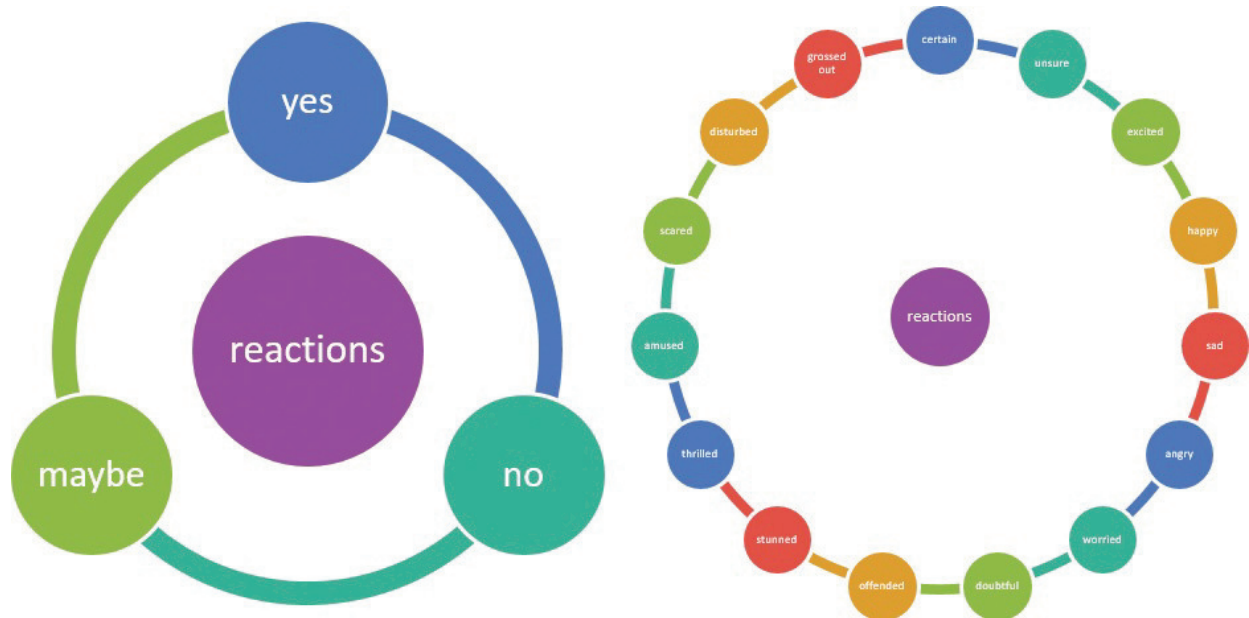 yes
reactions
maybe
no
certain
unsure
excited
happy
sad
angry
worried
doubtful
offended
stunned
thrilled
amused
scared
disturbed
grossed
out
reactions